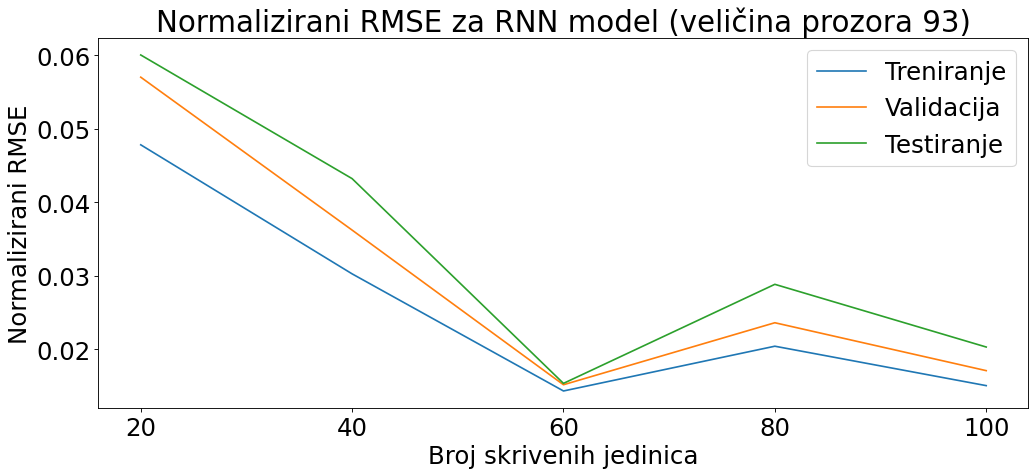 Normalizirani RMSE za RNN model (veličina prozora 93)
Treniranje
Validacija
Testiranje
Normalizirani RMSE
0.06
0.05
0.04
0.03
0.02
20 40 60 80 100
Broj skrivenih jedinica